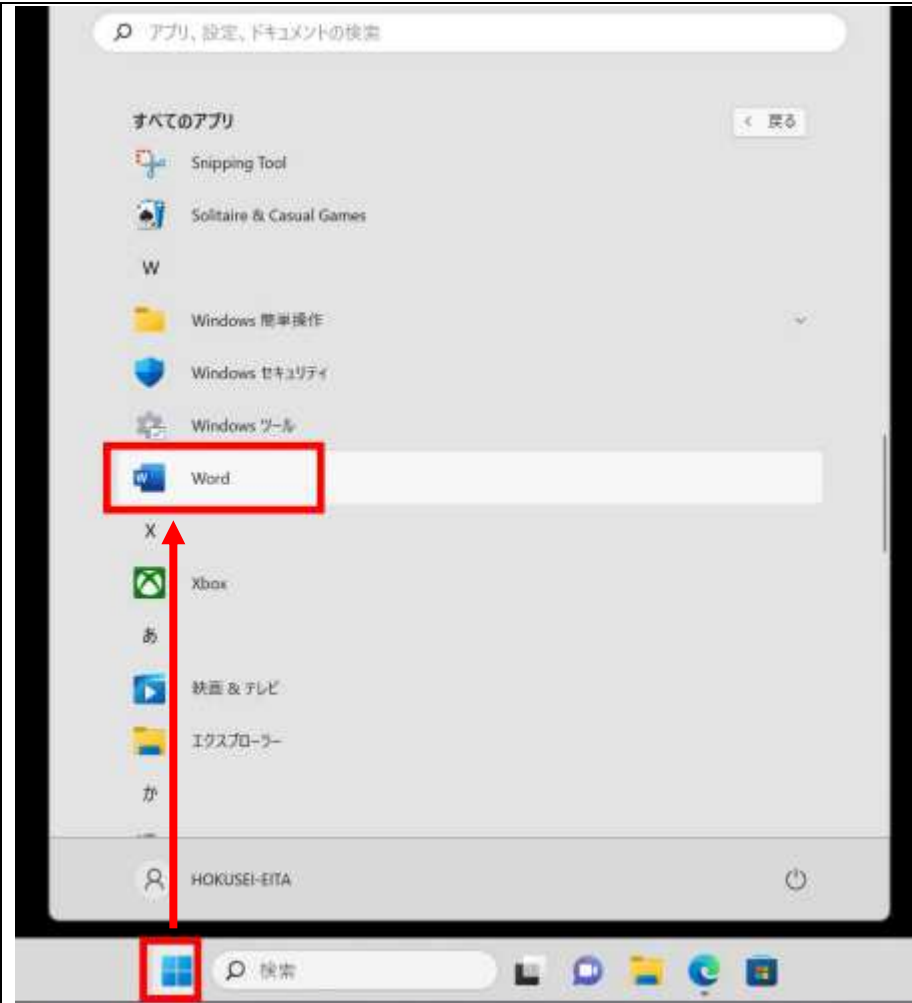 アプリ、設定、ドキュメントの検索
すべてのアプリ
< 戻る
Snipping Tool
Solitaire & Casual Games
W
Windows 簡単操作
Windows セキュリティ
Windows ツール
Word
X
Xbox
あ
映画 & テレビ
エクスプローラー
か
HOKUSEI-EITA
検索